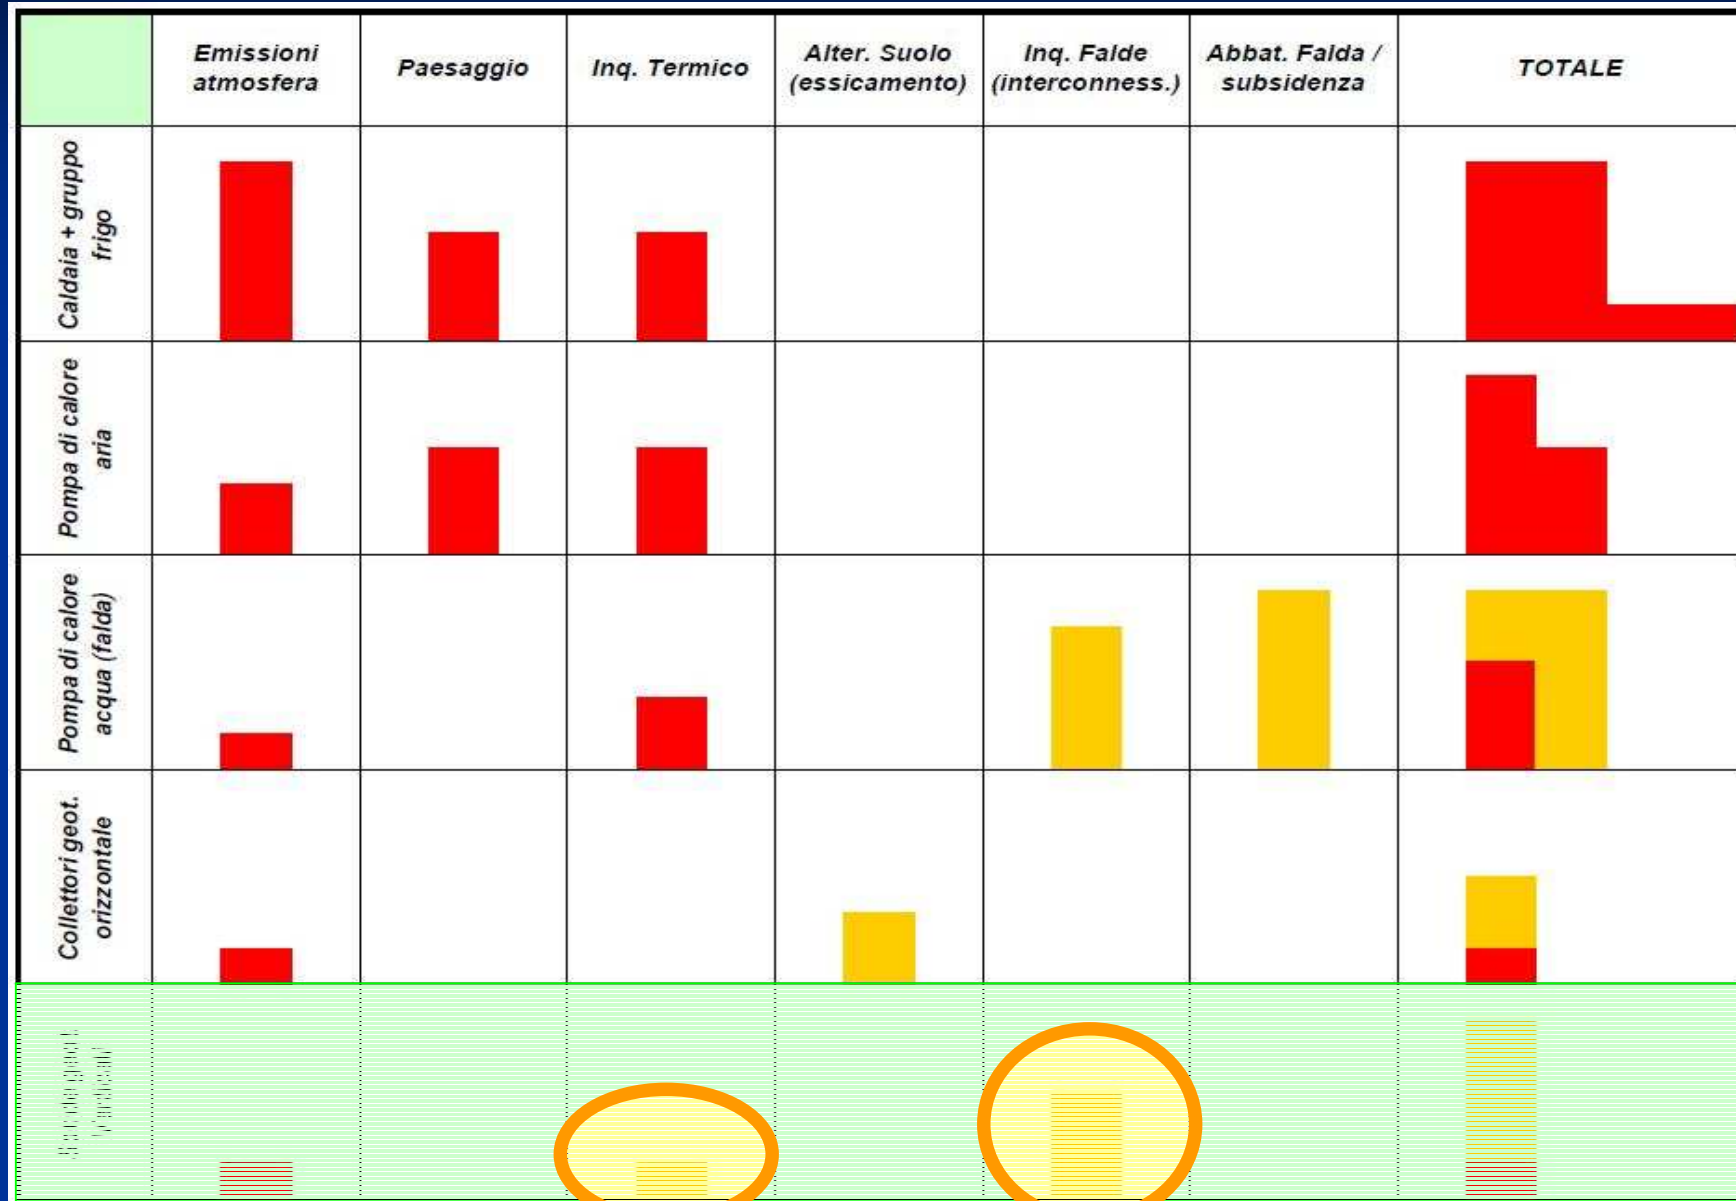 Emissioni
atmosfera
Paesaggio
Inq. Termico
Alter. Suolo
(essicamento)
Inq. Falde
(interconness.)
Abbat. Falda /
subsidenza
TOTALE
Caldaia + gruppo
frigo
Pompa di calore
aria
Pompa di calore
acqua (falda)
Collettori geot.
orizzontale